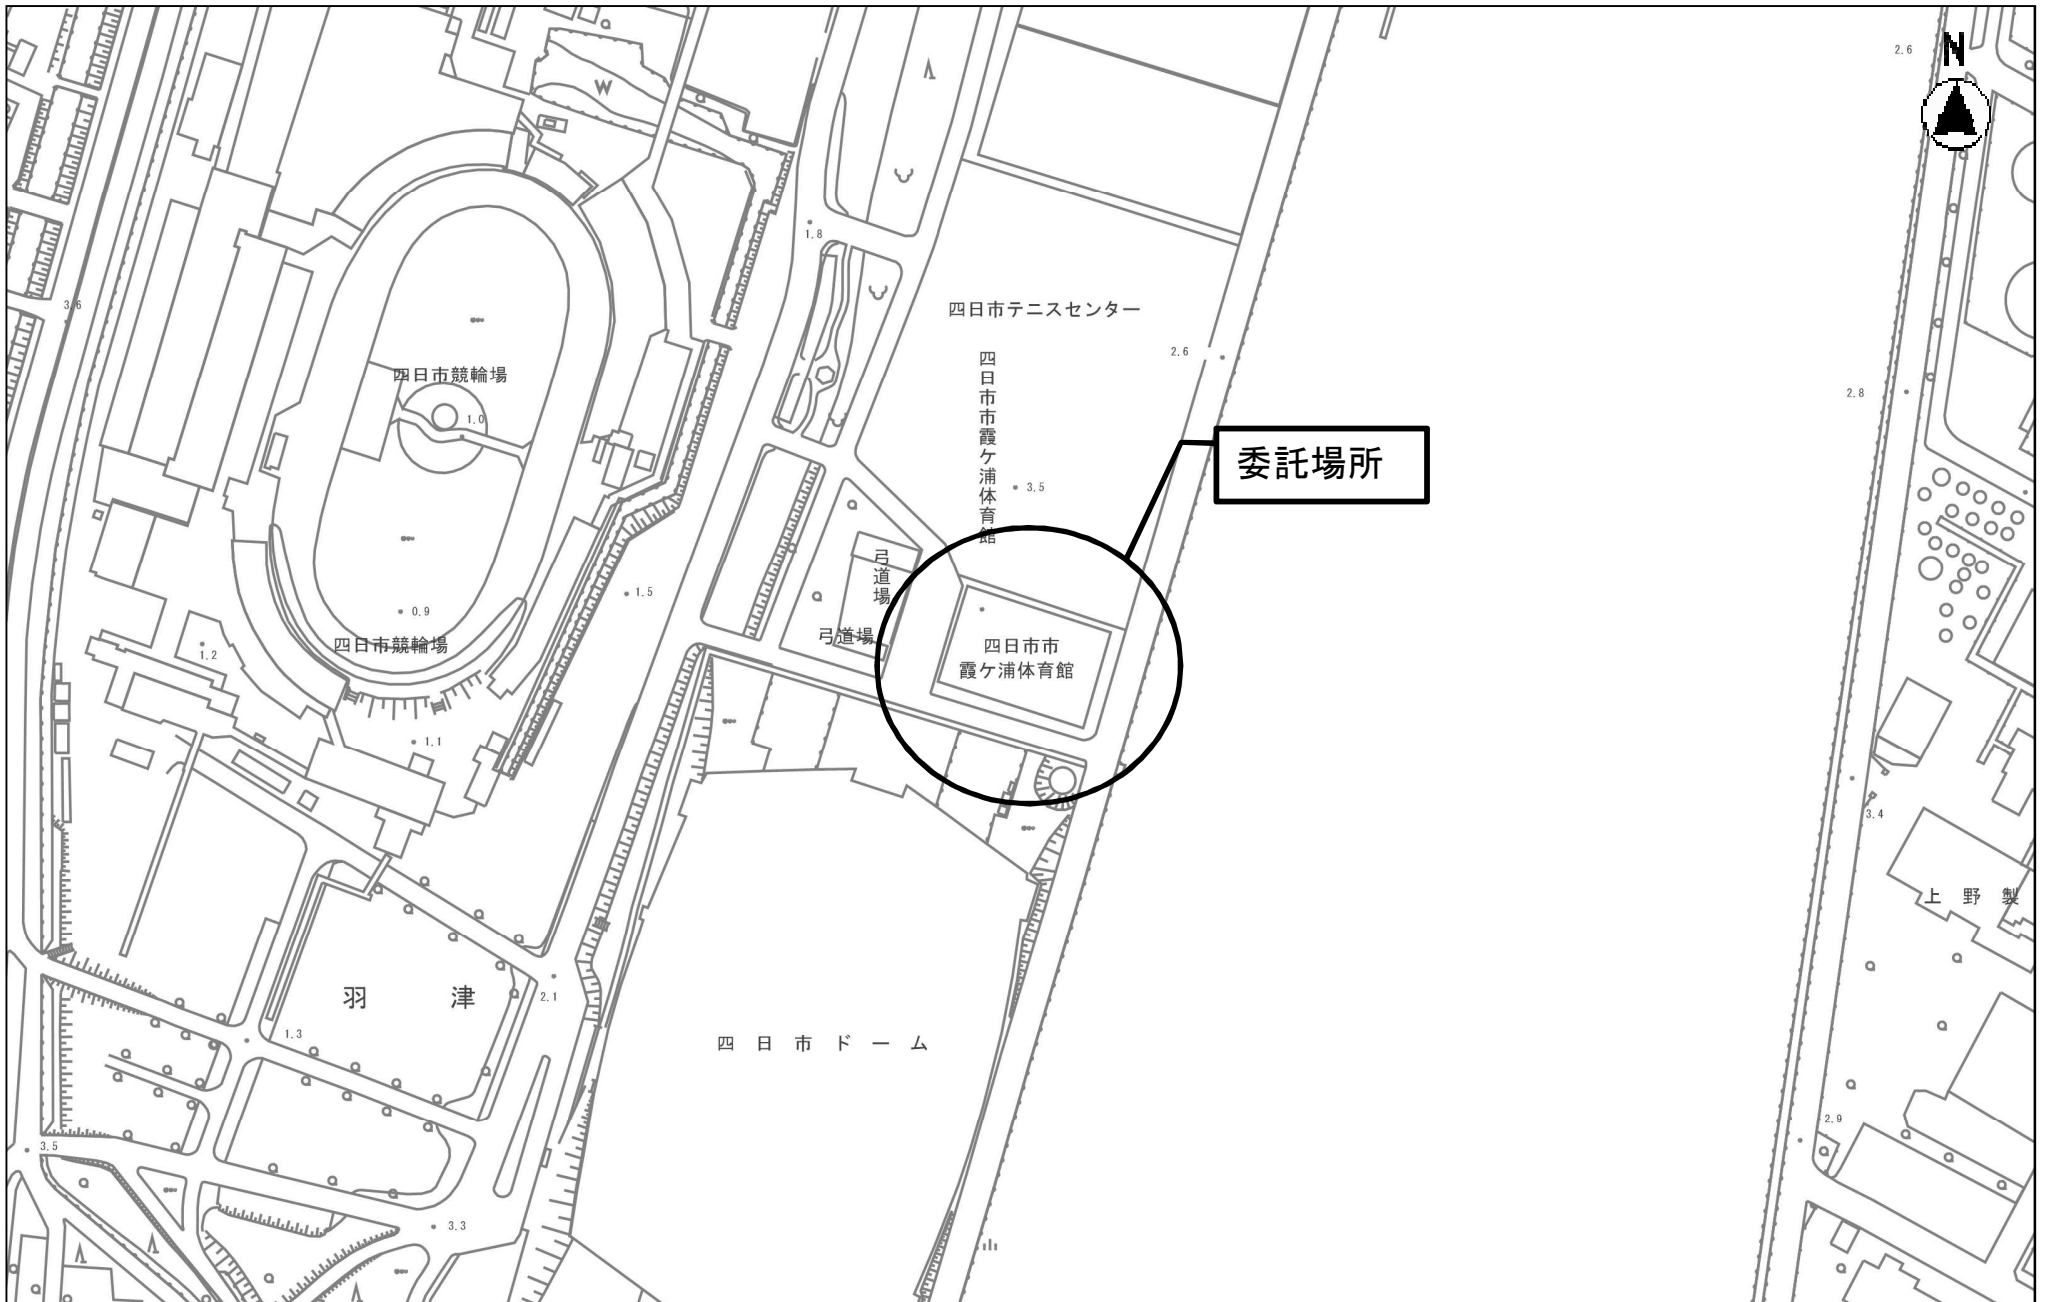 2.6
N
1.8
3.6
四日市テニスセンター
2.6
四日市市霞ケ浦体育館
四日市競輪場
2.8
1.0
委託場所
3.5
弓道場
1.5
0.9
弓道場
四日市競輪場
1.2
四日市市
霞ケ浦体育館
1.1
3.4
上野製
羽津
2.1
1.3
四日市ドーム
2.9
3.5
3.3